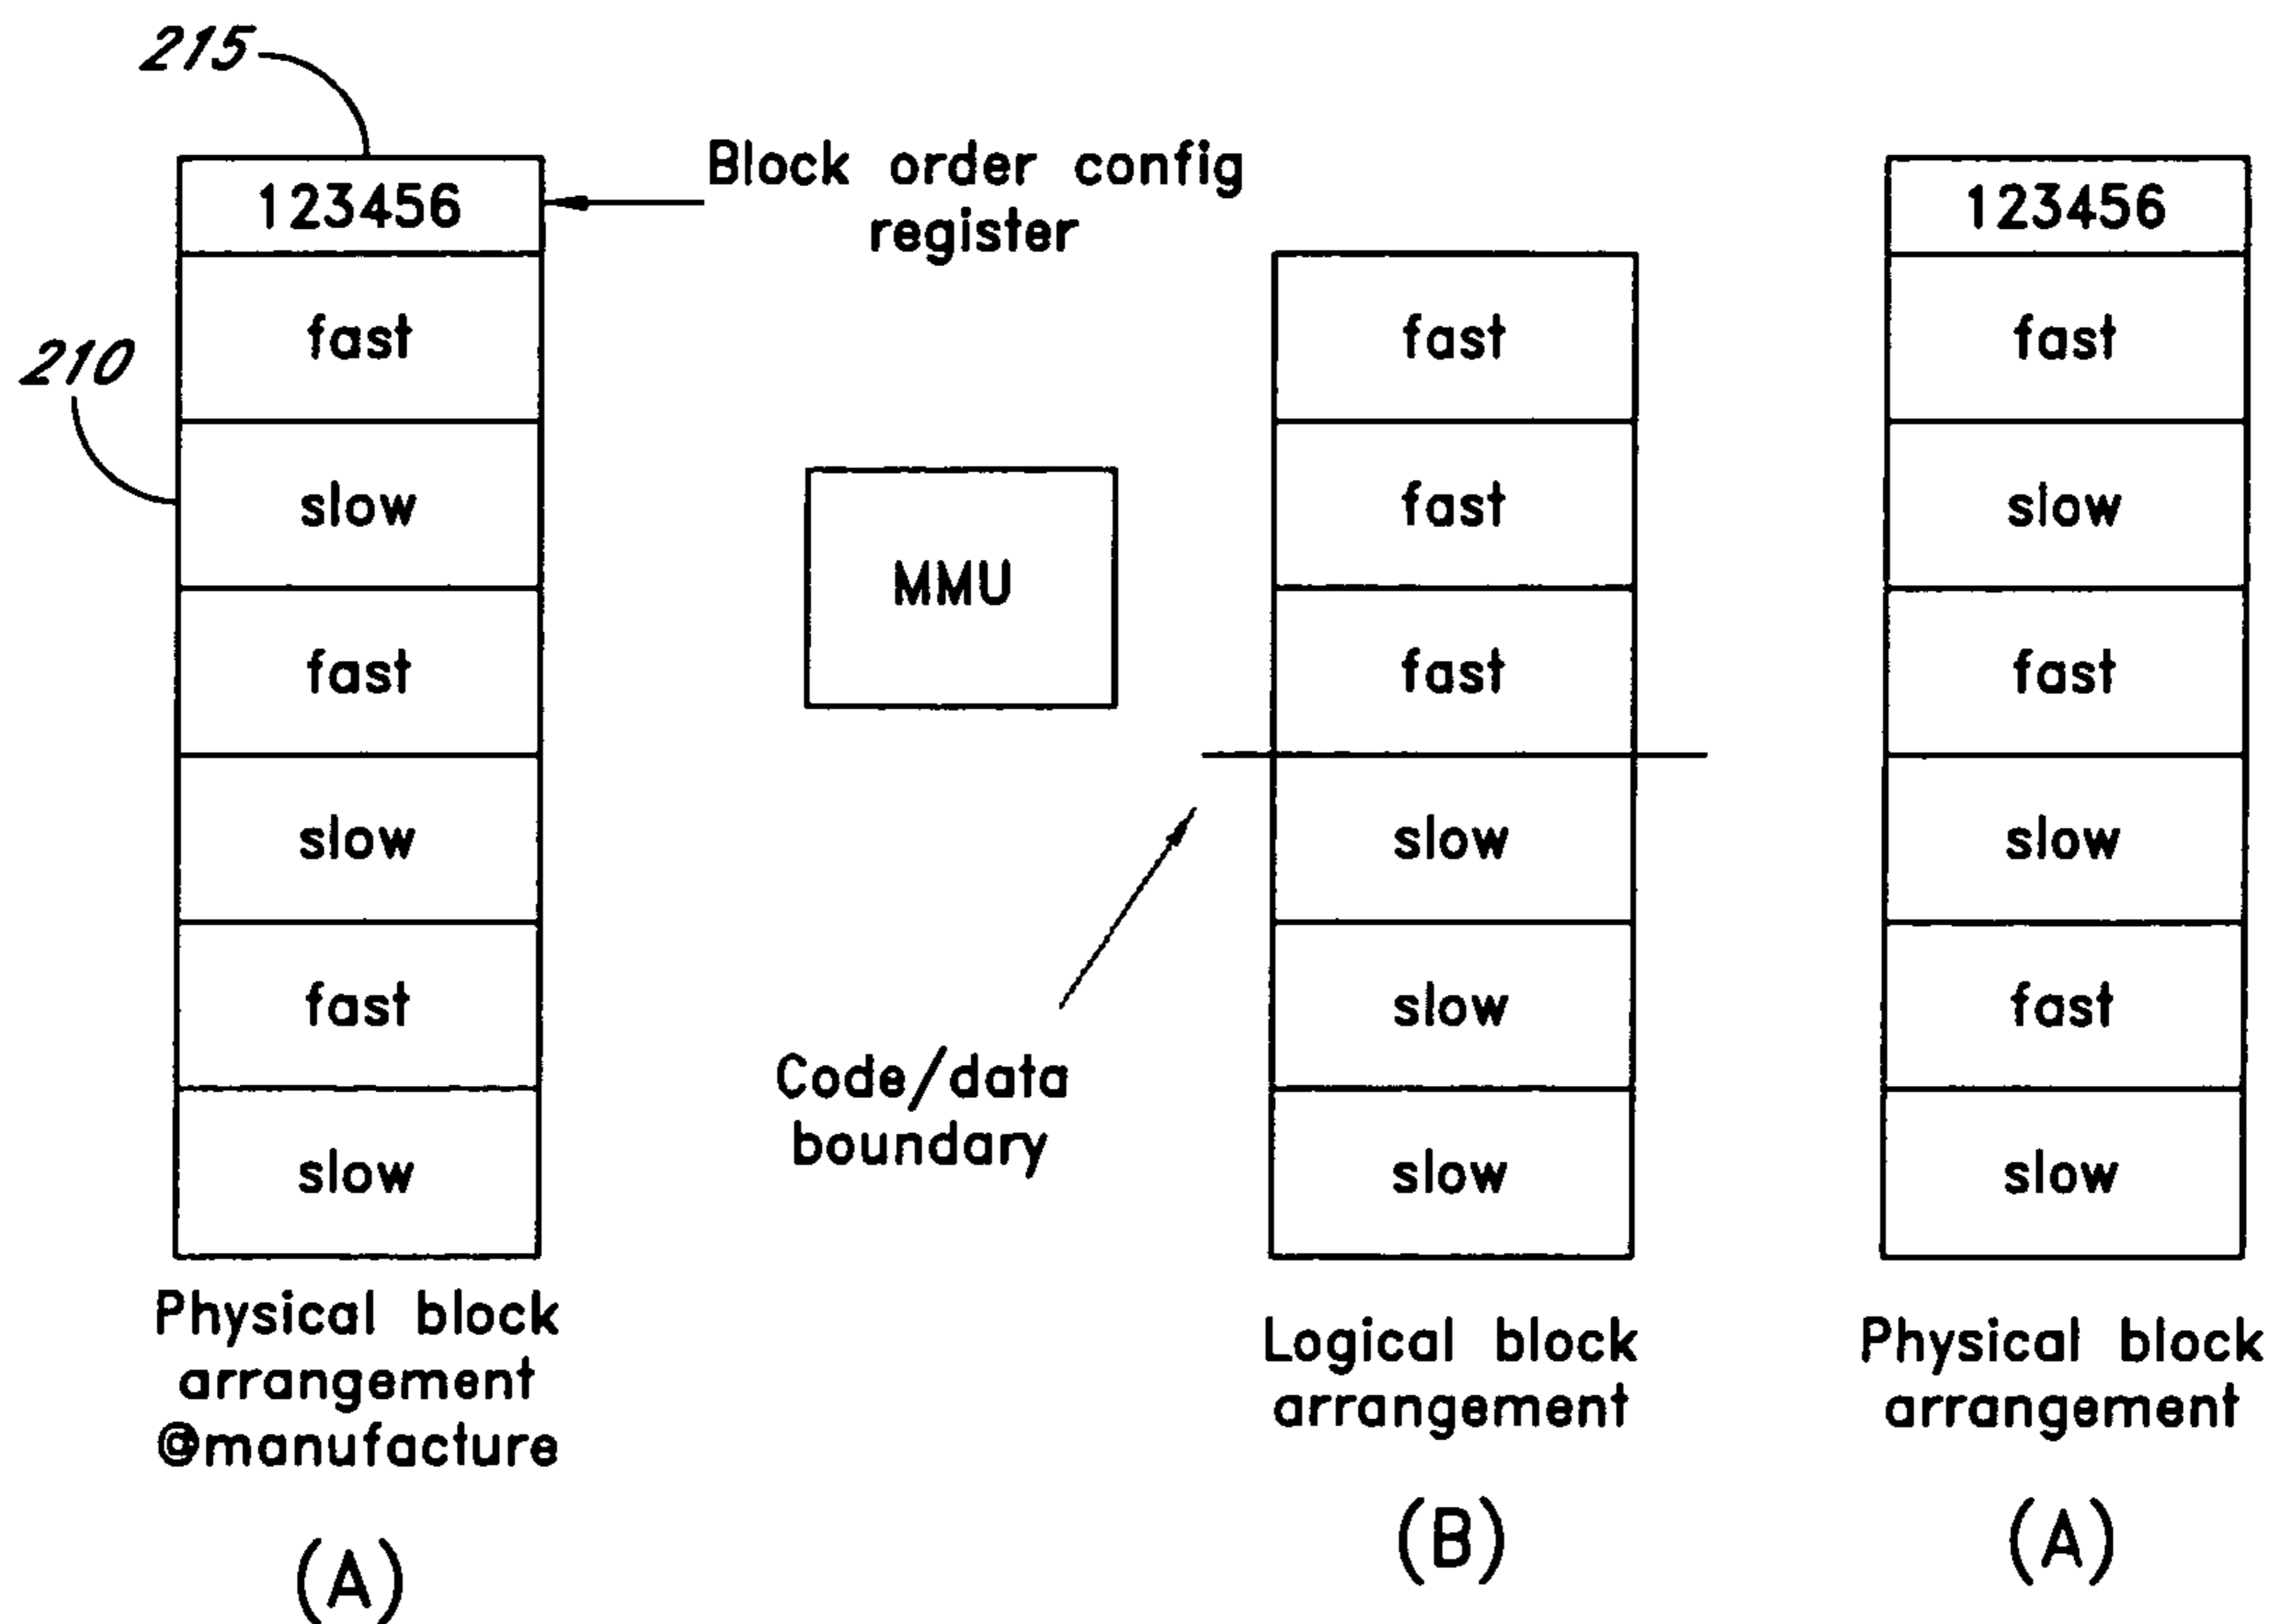 215
123456
Block order config
register
210
fast
slow
fast
slow
fast
slow
Physical block
arrangement
@manufacture
(A)
MMU
Code/data
boundary
fast
fast
fast
slow
slow
slow
Logical block
arrangement
(B)
123456
fast
slow
fast
slow
fast
slow
Physical block
arrangement
(A)